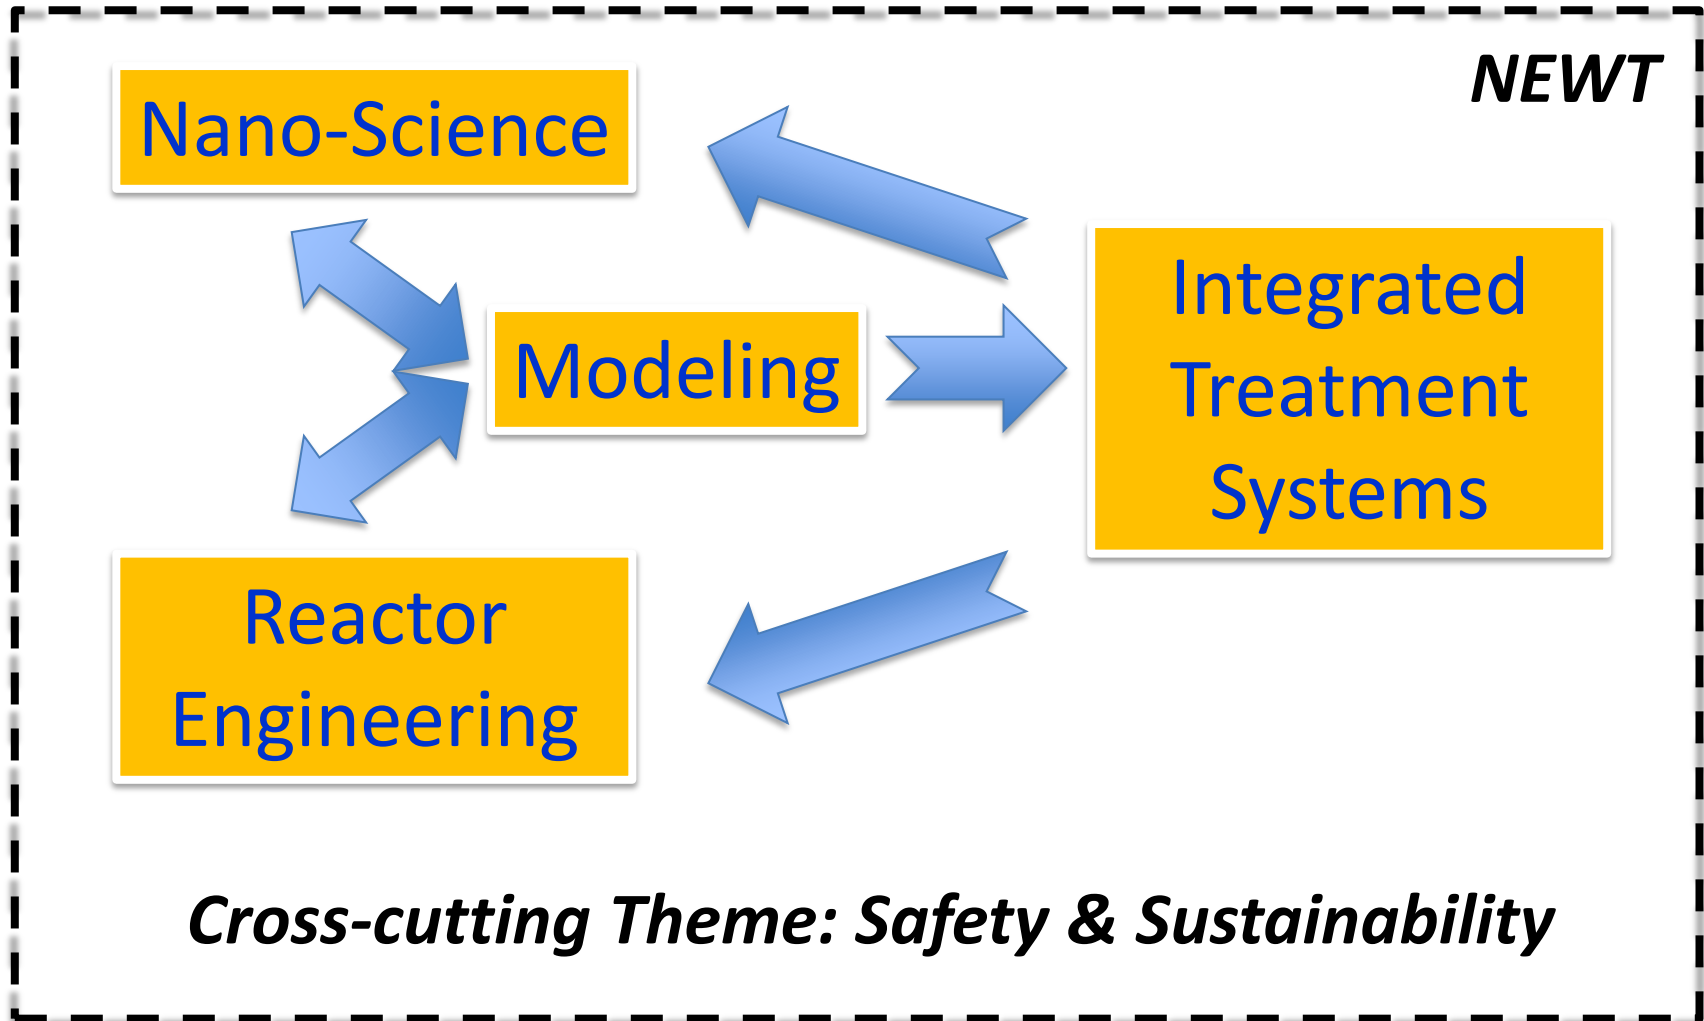 NEWT
Nano-Science
Modeling
Integrated
Treatment
Systems
Reactor
Engineering
Cross-cutting Theme: Safety & Sustainability